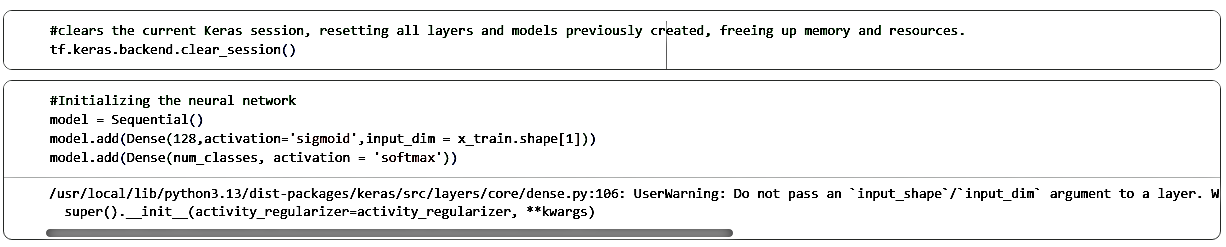 #clears the current Keras session, resetting all layers and models previously created, freeing up memory and resources.
tf.keras.backend.clear_session()
#Initializing the neural network
model = Sequential()
model.add(Dense(128,activation='sigmoid',input_dim = x_train.shape[1]))
model.add(Dense(num_classes, activation = 'softmax'))
/usr/local/lib/python3.13/dist-packages/keras/src/layers/core/dense.py:106: UserWarning: Do not pass an `input_shape`/`input_dim` argument to a layer. W
super().__init__(activity_regularizer=activity_regularizer, **kwargs)